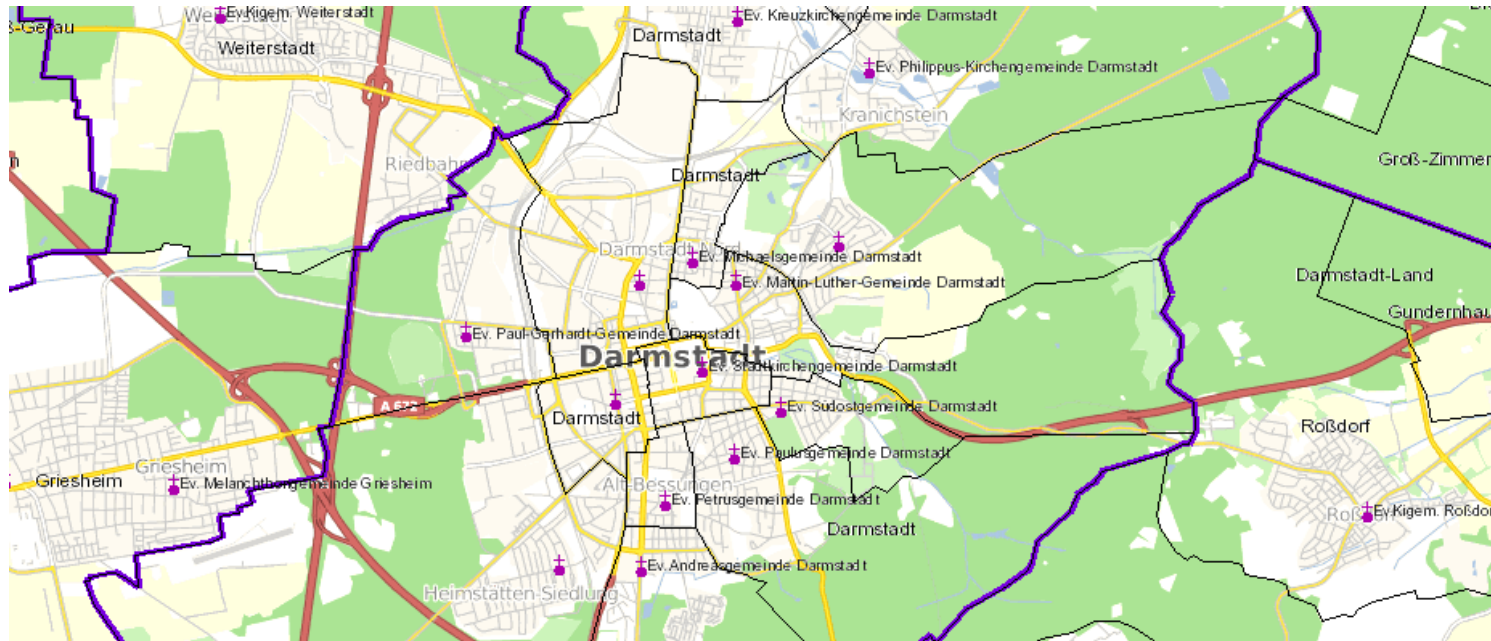 Ev. Kigem. Weiterstadt
Ev. Kreuzkirchengemeinde Darmstadt
ß-Gerau
Darmstadt
Weiterstadt
Ev. Philippus-Kirchengemeinde Darmstadt
Kranichstein
Riedbahn
Groß-Zimmer
Darmstadt
Darmstadt-Nord
Ev. Michaelsgemeinde Darmstadt
Darmstadt-Land
Ev. Martin-Luther-Gemeinde Darmstadt
Gundernhau
Ev. Paul-Gerhardt-Gemeinde Darmstadt
Darmstadt
Ev. Stadtkirchengemeinde Darmstadt
Ev. Südostgemeinde Darmstadt
Darmstadt
Roßdorf
Ev. Paulusgemeinde Darmstadt
Griesheim
Griesheim
Ev. Melanchthongemeinde Griesheim
Alt-Bessungen
Ev. Petrusgemeinde Darmstadt
Ev.Kigem. Roßdor
Darmstadt
Ev. Andreasgemeinde Darmstadt
Heimstätten-Siedlung